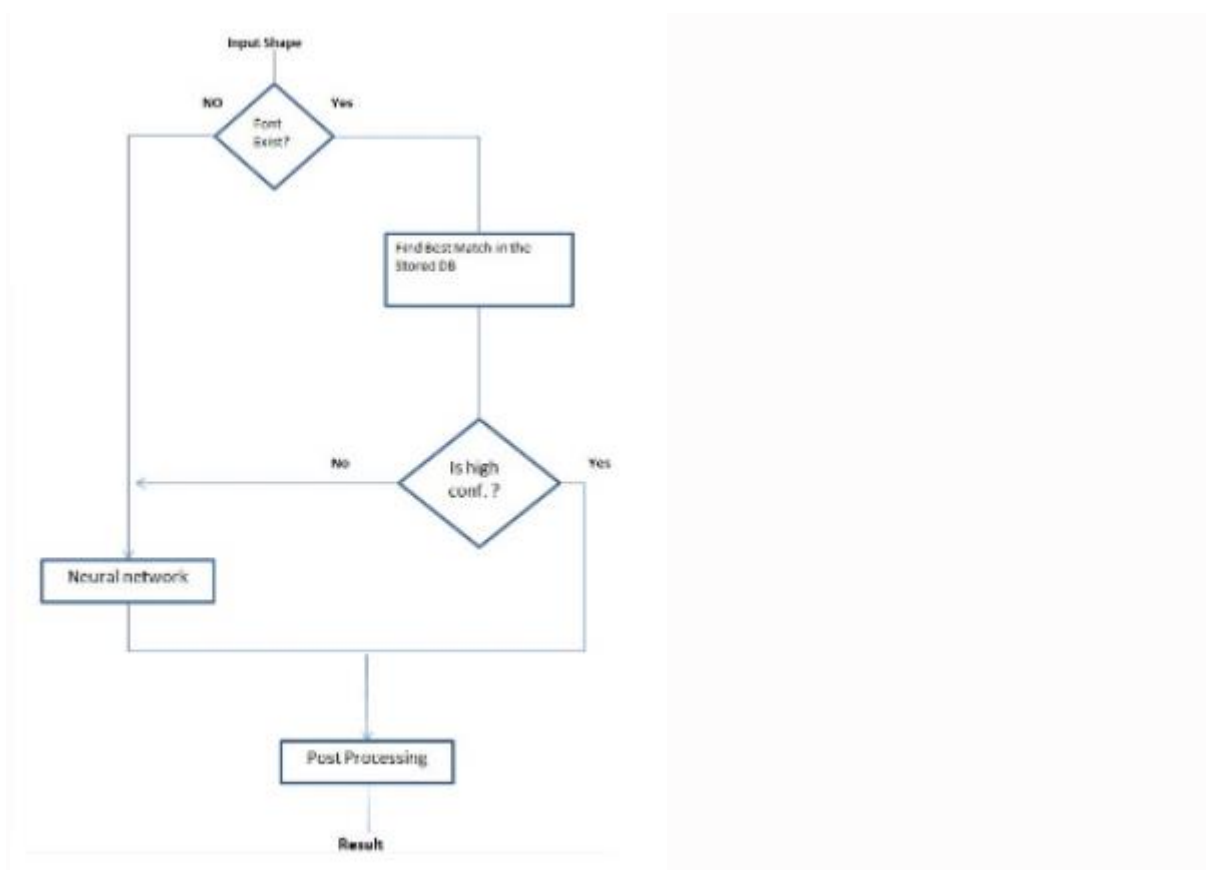 Input Shape
NO
Yes
Font
Exist?
Find Best Match in the
Stored DB
No
Is high
conf. ?
Yes
Neural network
Post Processing
Result